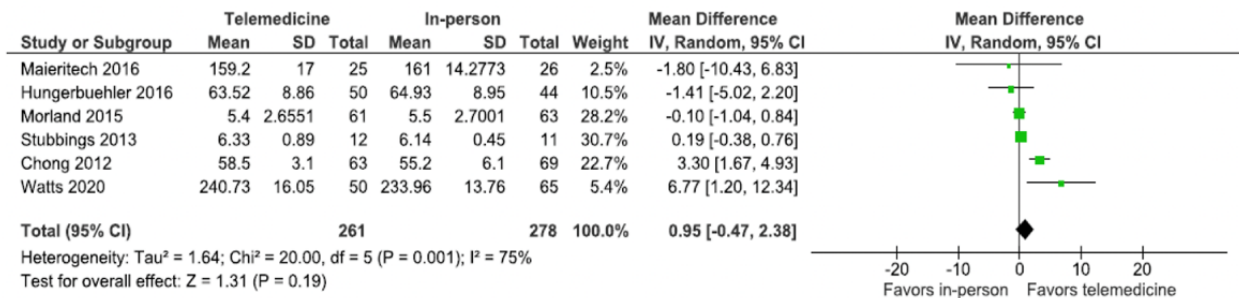 Telemedicine In-person Mean Difference Mean Difference
Study or Subgroup Mean SD Total Mean SD Total Weight IV, Random, 95% CI IV, Random, 95% CI
Maieritech 2016 159.2 17 25 161 14.2773 26 2.5% -1.80 [-10.43, 6.83]
Hungerbuehler 2016 63.52 8.86 50 64.93 8.95 44 10.5% -1.41 [-5.02, 2.20]
Morland 2015 5.4 2.6551 61 5.5 2.7001 63 28.2% -0.10 [-1.04, 0.84]
Stubbings 2013 6.33 0.89 12 6.14 0.45 11 30.7% 0.19 [-0.38, 0.76]
Chong 2012 58.5 3.1 63 55.2 6.1 69 22.7% 3.30 [1.67, 4.93]
Watts 2020 240.73 16.05 50 233.96 13.76 65 5.4% 6.77 [1.20, 12.34]
Total (95% CI) 261 278 100.0% 0.95 [-0.47, 2.38]
Heterogeneity: Tau² = 1.64; Chi² = 20.00, df = 5 (P = 0.001); I² = 75%
Test for overall effect: Z = 1.31 (P = 0.19)
-20 -10 0 10 20
Favors in-person Favors telemedicine